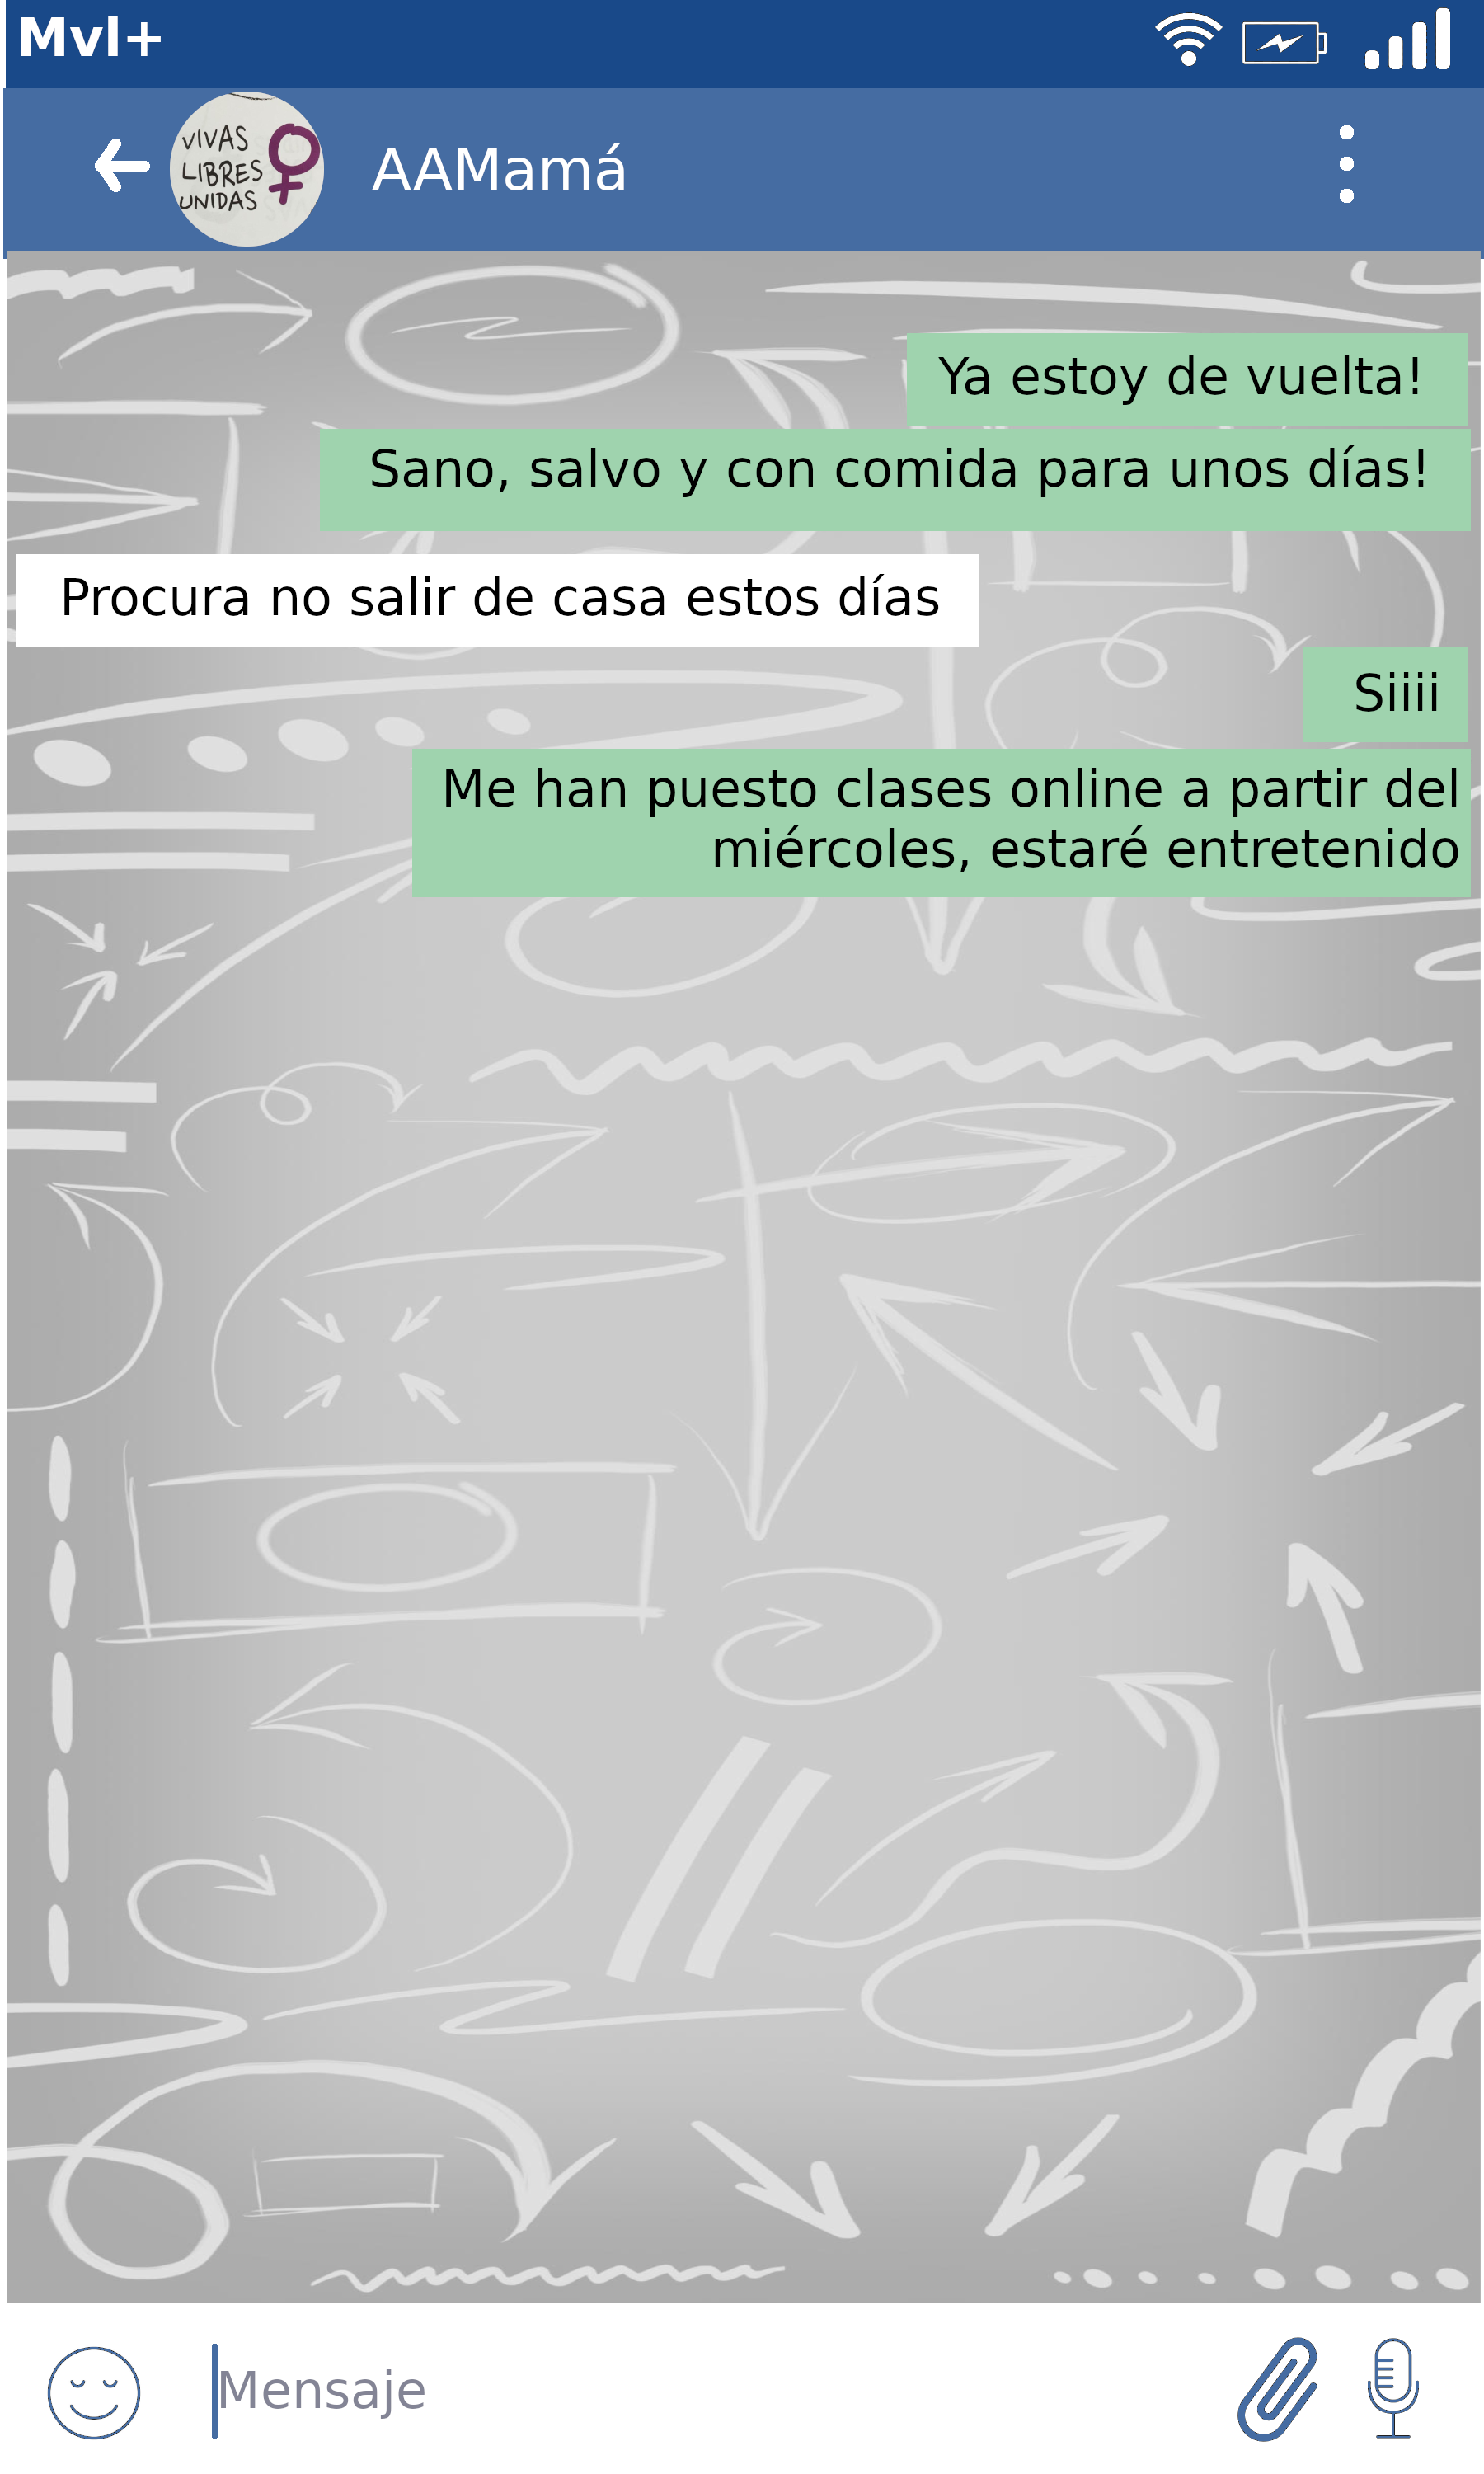 Mvl+
VIVAS
LIBRES
UNIDAS
AAMamá
Ya estoy de vuelta!
Sano, salvo y con comida para unos días!
Procura no salir de casa estos días
Siiii
Me han puesto clases online a partir del
miércoles, estaré entretenido
Mensaje